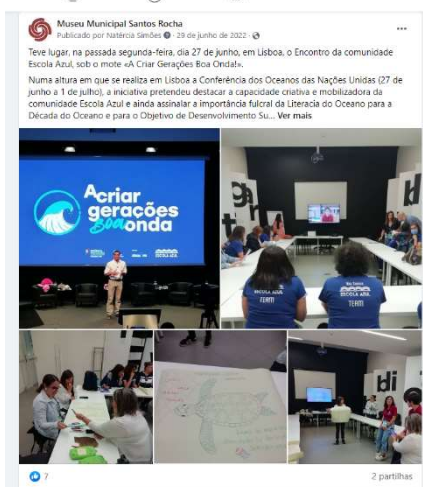 Museu Municipal Santos Rocha
Publicado por Natércia Simões · 29 de junho de 2022 ·
Teve lugar, na passada segunda-feira, dia 27 de junho, em Lisboa, o Encontro da comunidade
Escola Azul, sob o mote «A Criar Gerações Boa Onda!».
Numa altura em que se realiza em Lisboa a Conferência dos Oceanos das Nações Unidas (27 de
junho a 1 de julho), a iniciativa pretendeu destacar a capacidade criativa e mobilizadora da
comunidade Escola Azul e ainda assinalar a importância fulcral da Literacia do Oceano para a
Década do Oceano e para o Objetivo de Desenvolvimento Su... Ver mais
A criar
gerações
Boa onda
ESCOLA AZUL
TEAM
ESCOLA AZUL
TEAM
di
7
2 partilhas